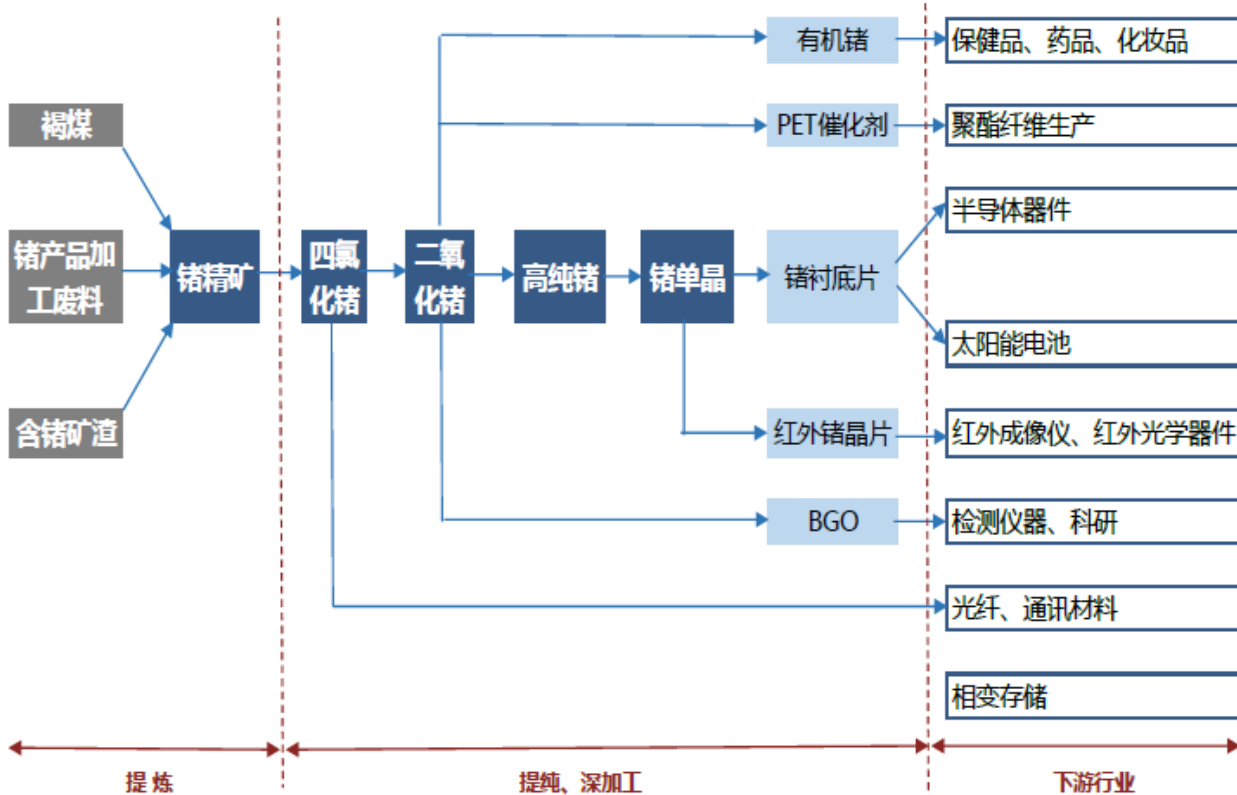 有机锗
保健品、药品、化妆品
褐煤
PET催化剂
聚酯纤维生产
半导体器件
锗产品加
工废料
锗精矿
四氯
化锗
二氧
化锗
高纯锗
锗单晶
锗衬底片
太阳能电池
含锗矿渣
红外锗晶片
红外成像仪、红外光学器件
BGO
检测仪器、科研
光纤、通讯材料
相变存储
提 炼
提纯、深加工
下游行业